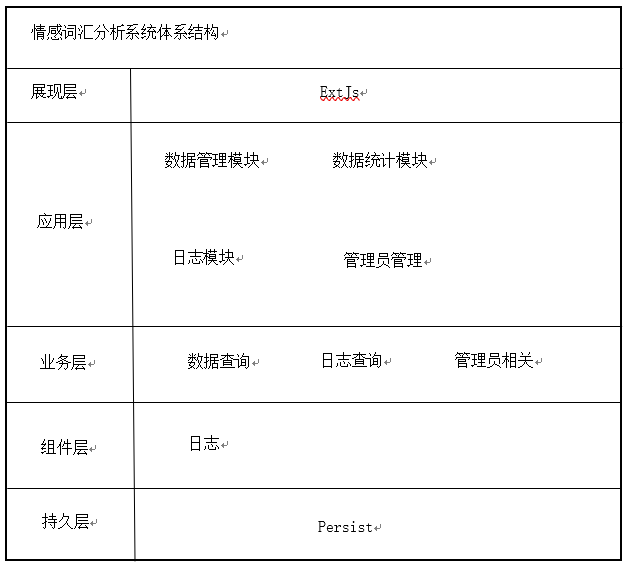 情感词汇分析系统体系结构
展现层 ExtJs
数据管理模块 数据统计模块
应用层
日志模块 管理员管理
业务层 数据查询 日志查询 管理员相关
组件层 日志
持久层 Persist